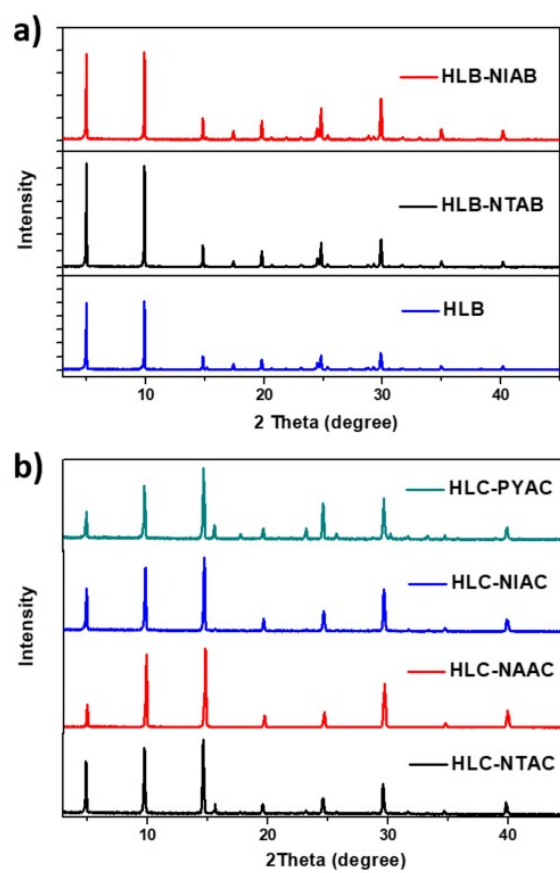 a)
HLB-NIAB
HLB-NTAB
HLB
Intensity
10 20 30 40
2 Theta (degree)
b)
HLC-PYAC
HLC-NIAC
HLC-NAAC
HLC-NTAC
Intensity
10 20 30 40
2Theta (degree)